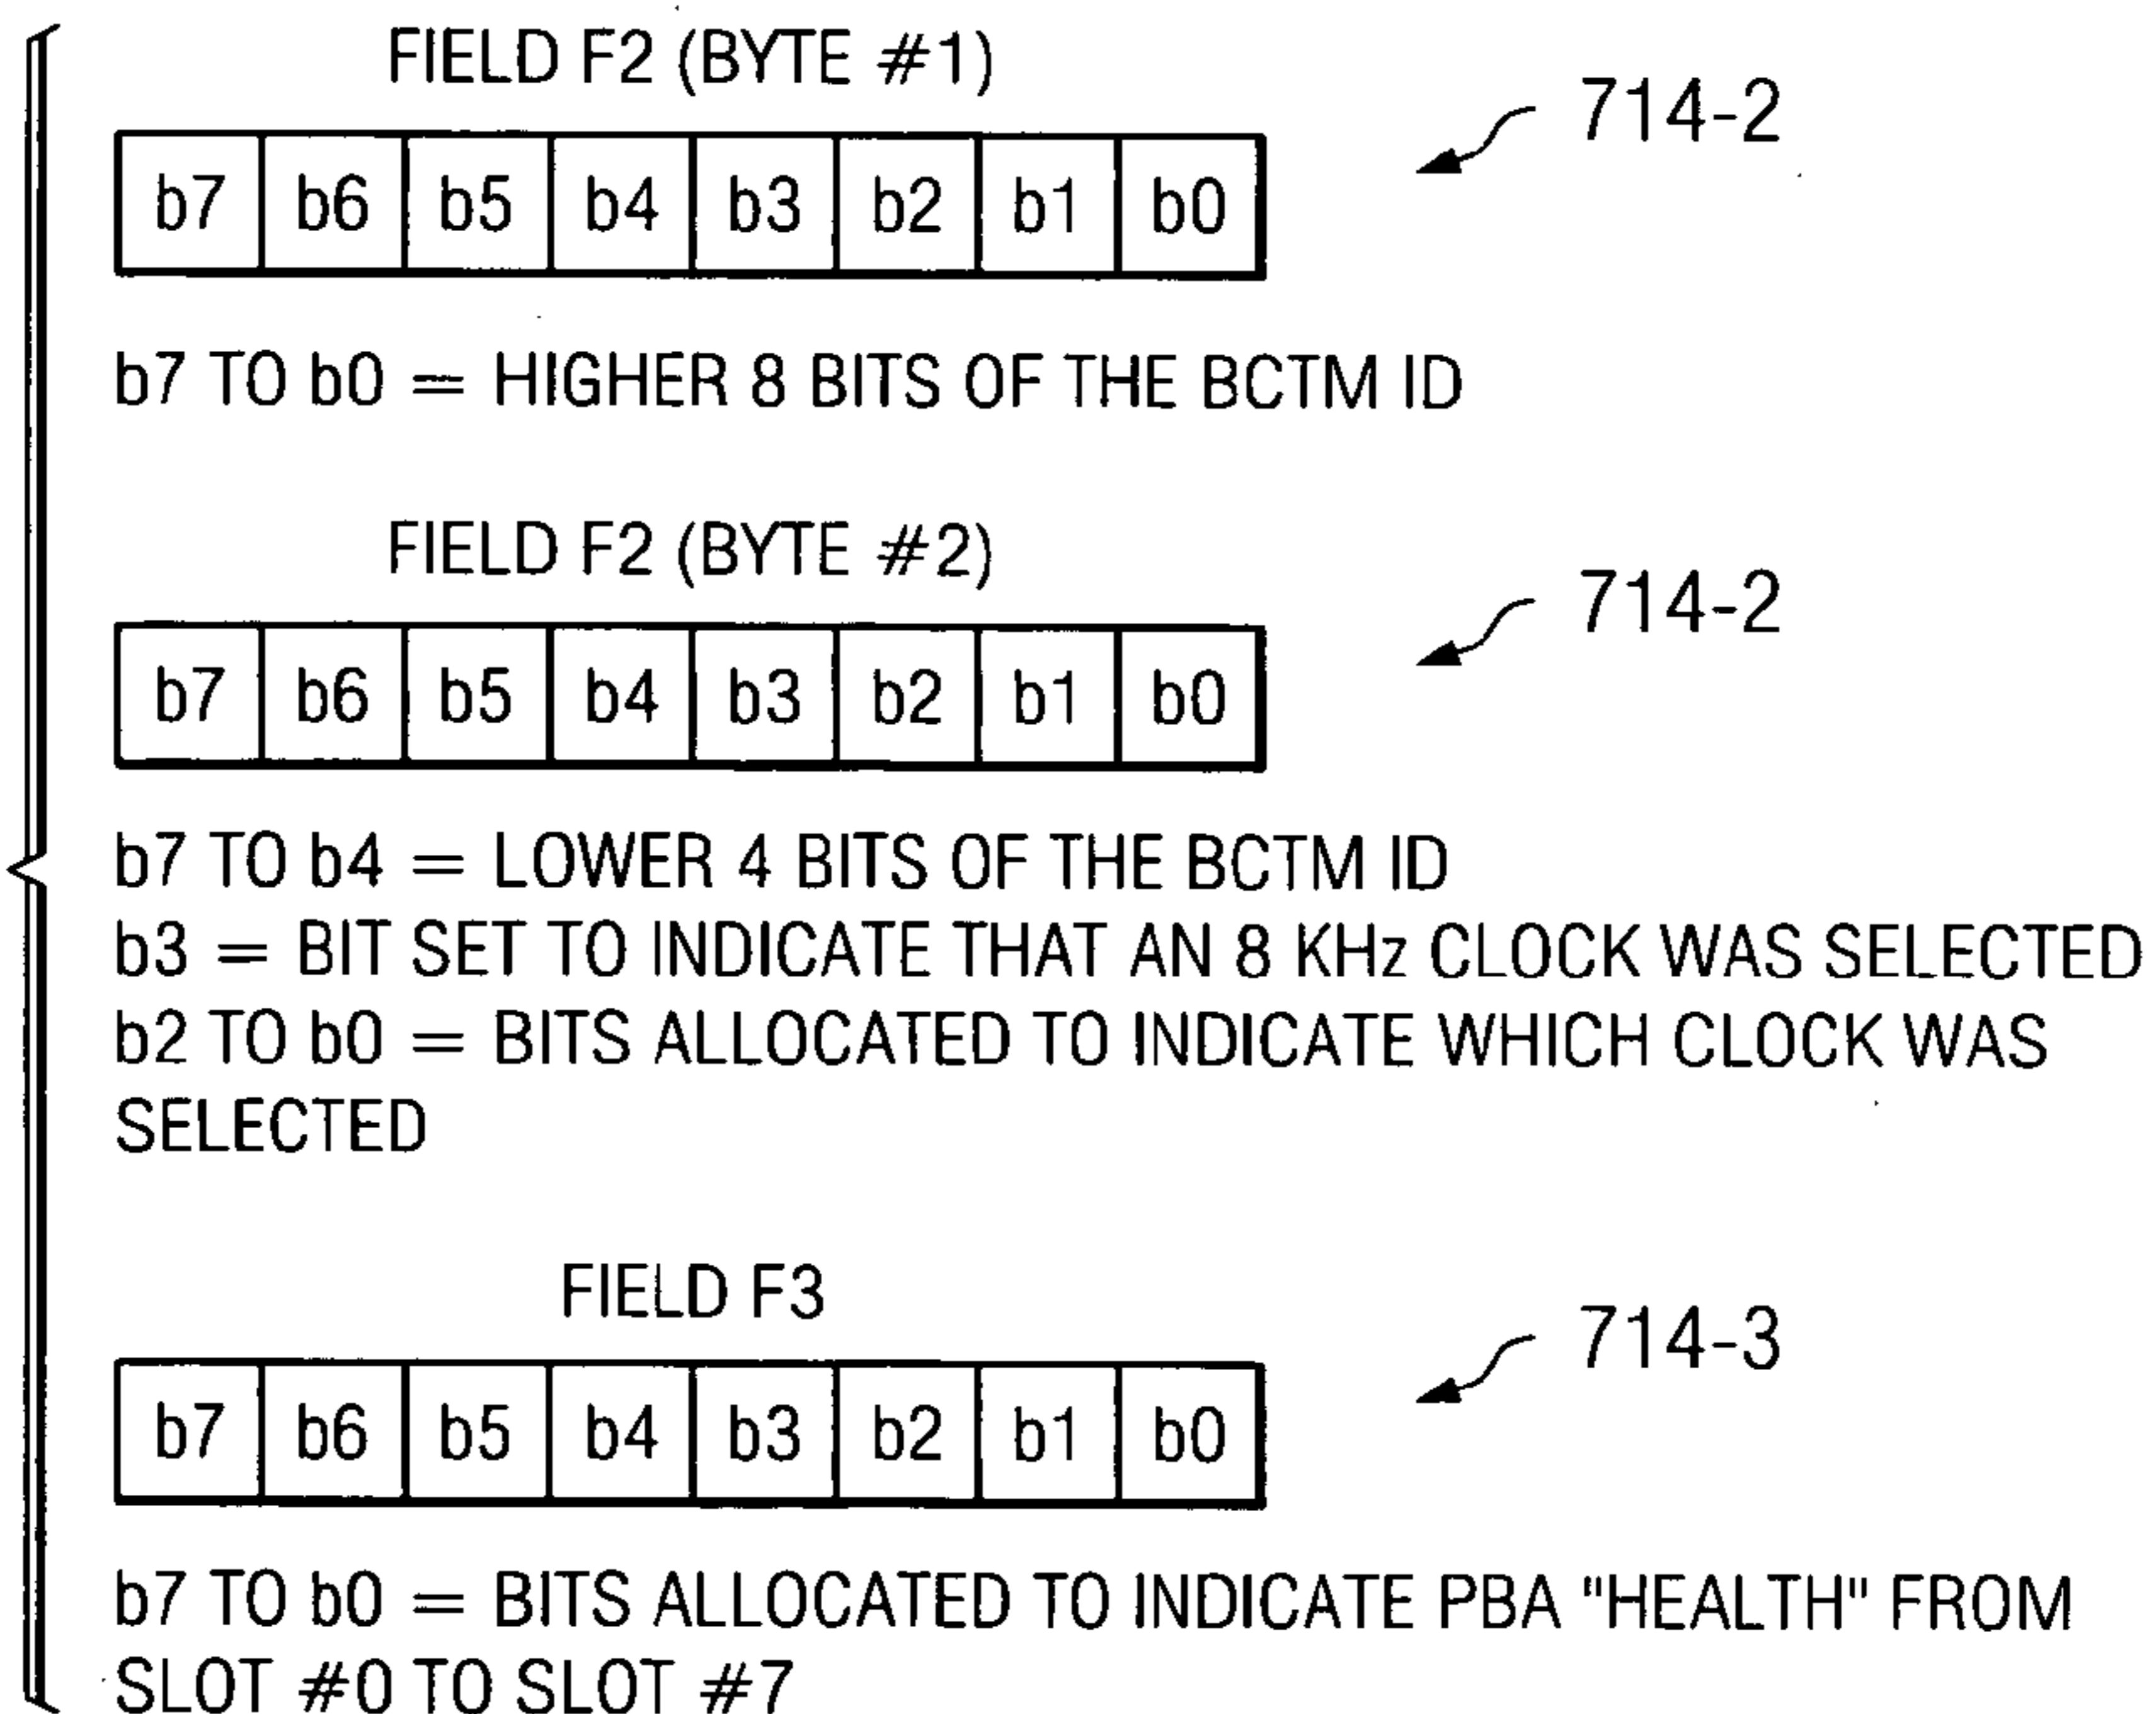 FIELD F2 (BYTE #1)
714-2
b7 b6 b5 b4 b3 b2 b1 b0
b7 TO b0 = HIGHER 8 BITS OF THE BCTM ID
FIELD F2 (BYTE #2)
714-2
b7 b6 b5 b4 b3 b2 b1 b0
b7 TO b4 = LOWER 4 BITS OF THE BCTM ID
b3 = BIT SET TO INDICATE THAT AN 8 KHz CLOCK WAS SELECTED
b2 TO b0 = BITS ALLOCATED TO INDICATE WHICH CLOCK WAS
SELECTED
FIELD F3
714-3
b7 b6 b5 b4 b3 b2 b1 b0
b7 TO b0 = BITS ALLOCATED TO INDICATE PBA "HEALTH" FROM
SLOT #0 TO SLOT #7